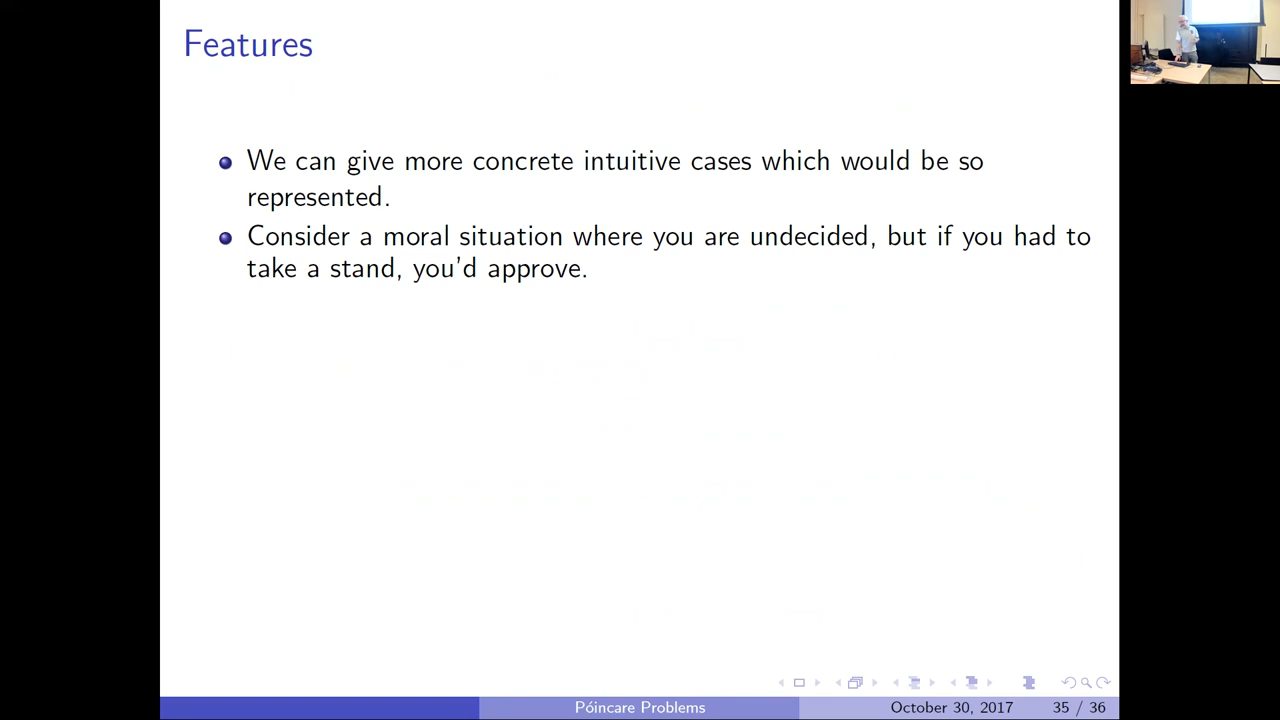 Features
We can give more concrete intuitive cases which would be so
represented.
Consider a moral situation where you are undecided, but if you had to
take a stand, you'd approve.
Póincare Problems
October 30, 2017
35 / 36